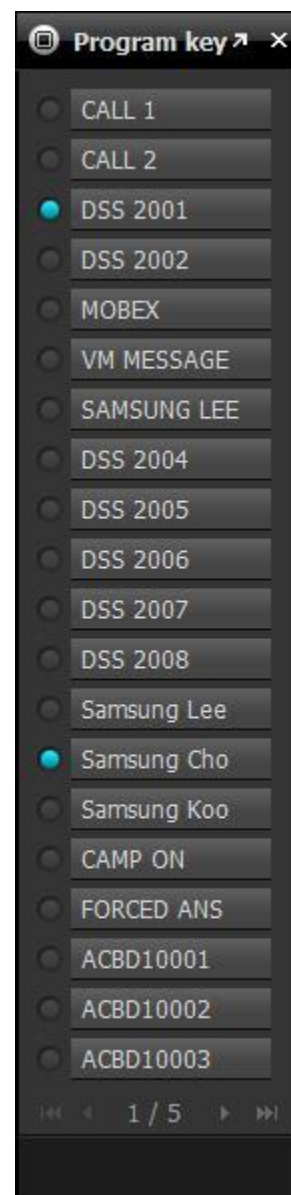 Program key
CALL 1
CALL 2
DSS 2001
DSS 2002
MOBEX
VM MESSAGE
SAMSUNG LEE
DSS 2004
DSS 2005
DSS 2006
DSS 2007
DSS 2008
Samsung Lee
Samsung Cho
Samsung Koo
CAMP ON
FORCED ANS
ACBD10001
ACBD10002
ACBD10003
1 / 5